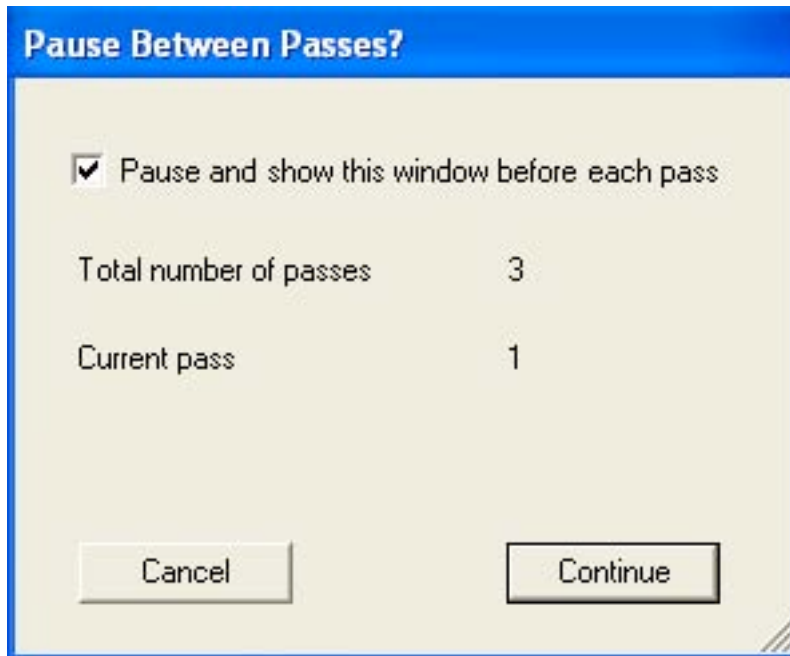 Pause Between Passes?
Pause and show this window before each pass
Total number of passes 3
Current pass 1
Cancel Continue